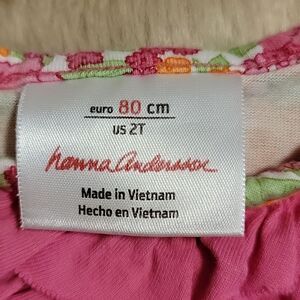 euro 80 cm
US 2T
hanna andersson
Made in Vietnam
Hecho en Vietnam